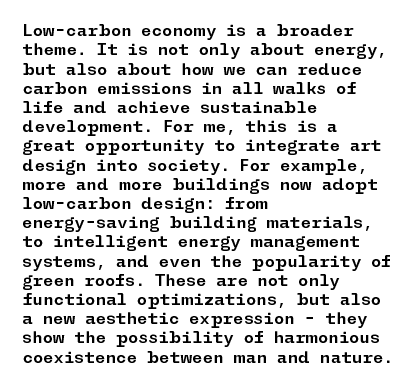 Low-carbon economy is a broader
theme. It is not only about energy,
but also about how we can reduce
carbon emissions in all walks of
life and achieve sustainable
development. For me, this is a
great opportunity to integrate art
design into society. For example,
more and more buildings now adopt
low-carbon design: from
energy-saving building materials,
to intelligent energy management
systems, and even the popularity of
green roofs. These are not only
functional optimizations, but also
a new aesthetic expression - they
show the possibility of harmonious
coexistence between man and nature.